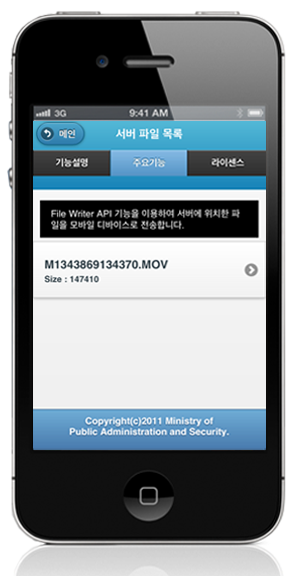 3G 9:41 AM
메인 서버 파일 목록
기능설명 주요기능 라이센스
File Writer API 기능을 이용하여 서버에 위치한 파
일을 모바일 디바이스로 전송합니다.
M1343869134370.MOV
Size : 147410
Copyright(c)2011 Ministry of
Public Administration and Security.